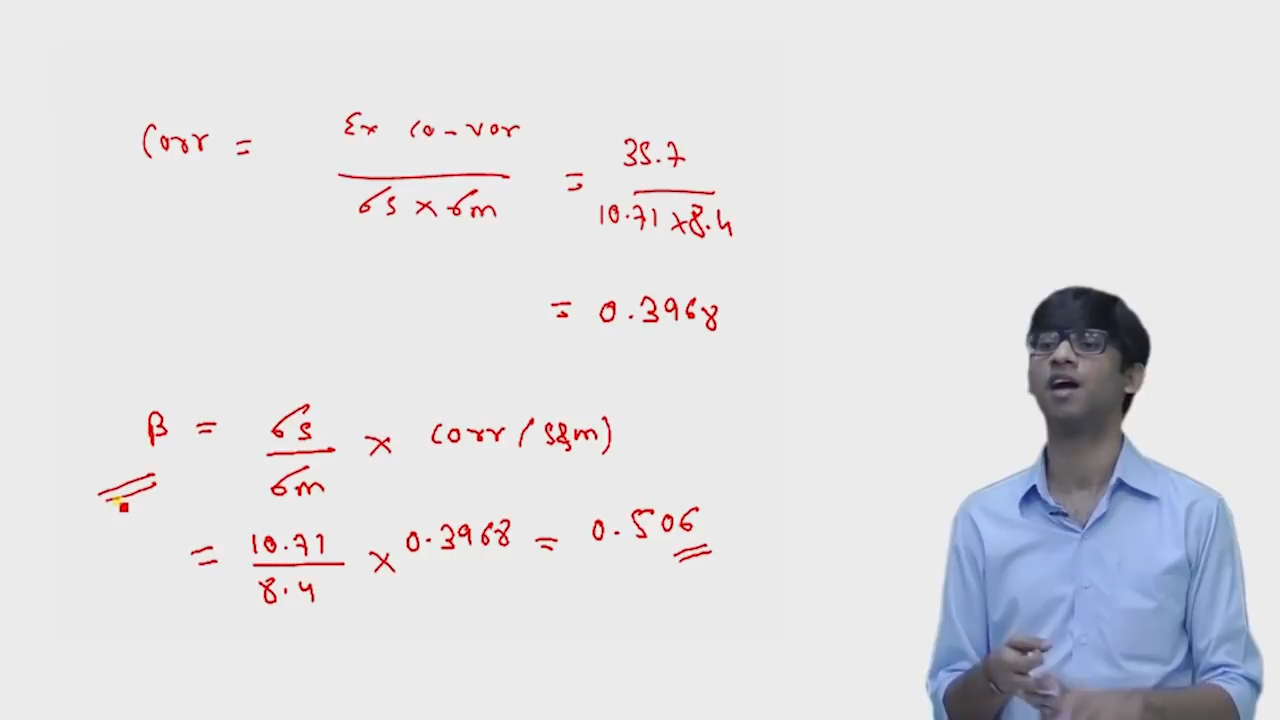 Corr = Ex co-var / σs × σm = 35.7 / 10.71 × 8.4
= 0.3968
β = σs / σm × corr (s&m)
= 10.71 / 8.4 × 0.3968 = 0.506